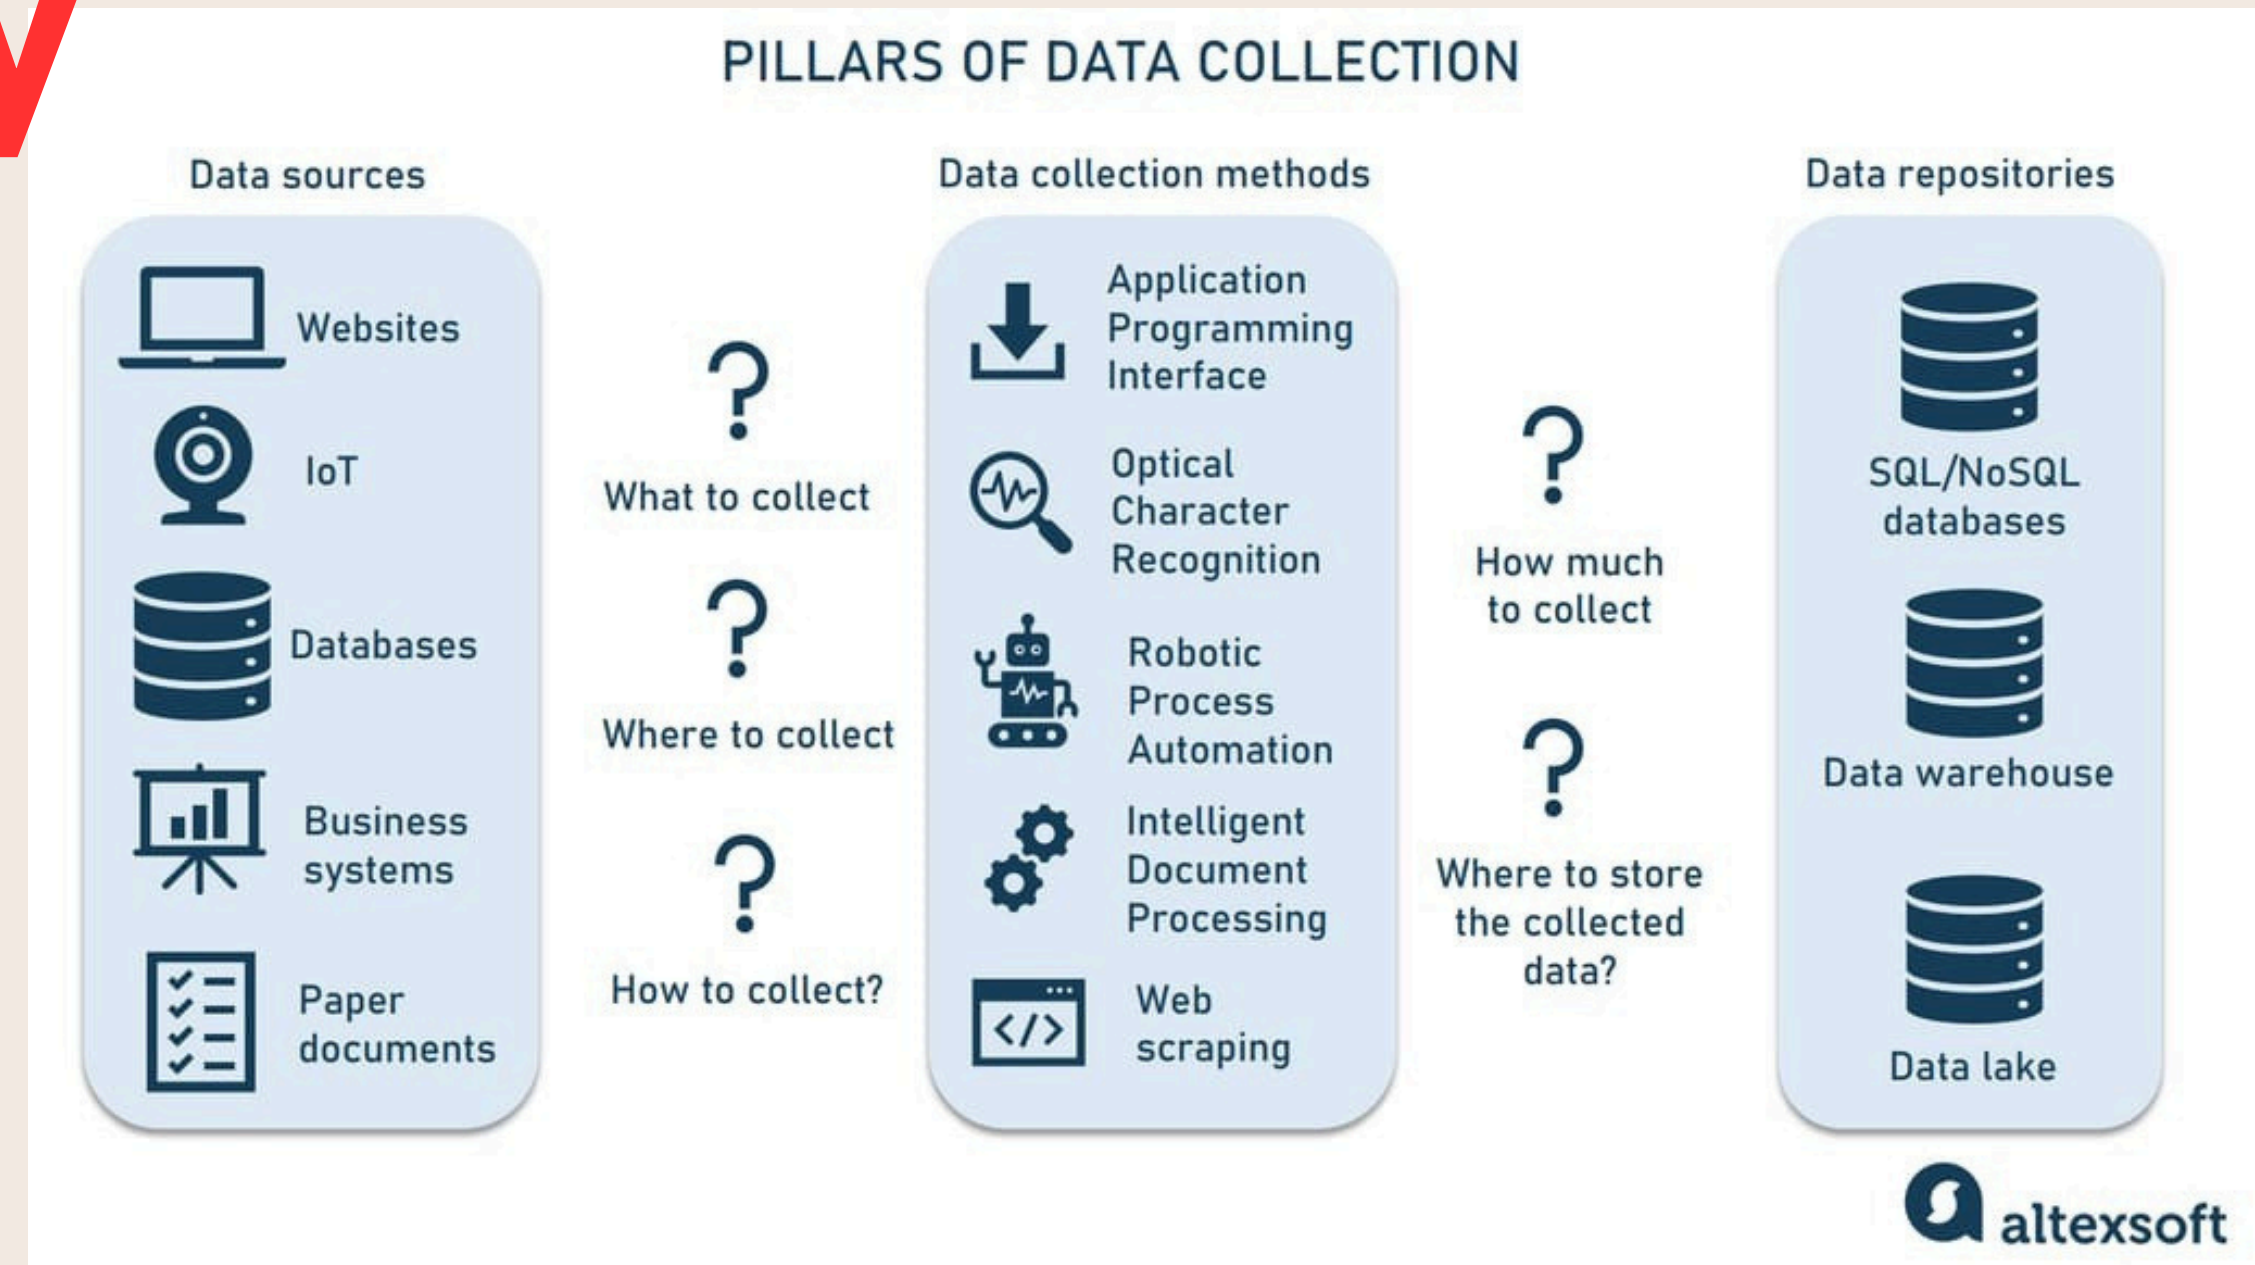 PILLARS OF DATA COLLECTION
Data sources
Websites
IoT
Databases
Business
systems
Paper
documents
What to collect
Where to collect
How to collect?
Data collection methods
Application
Programming
Interface
Optical
Character
Recognition
Robotic
Process
Automation
Intelligent
Document
Processing
Web
scraping
How much
to collect
Where to store
the collected
data?
Data repositories
SQL/NoSQL
databases
Data warehouse
Data lake
altexsoft